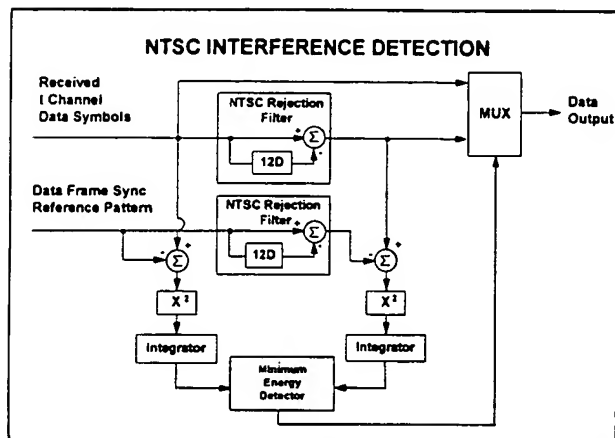 NTSC INTERFERENCE DETECTION
Received
I Channel
Data Symbols
NTSC Rejection
Filter
+
Σ
-
12D
MUX
Data
Output
Data Frame Sync
Reference Pattern
NTSC Rejection
Filter
+
Σ
-
12D
-
+
Σ
-
+
Σ
X²
X²
Integrator
Integrator
Minimum
Energy
Detector